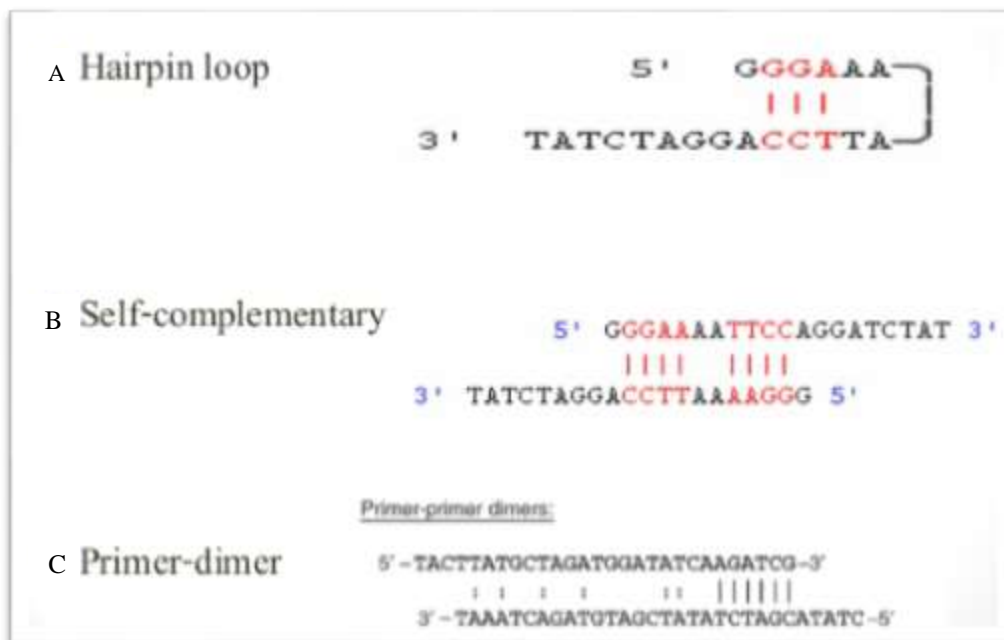 A Hairpin loop 5' GGGAAA
3' TATCTAGGACCTTA
B Self-complementary 5' GGGAAAATTCCAGGATCTAT 3'
3' TATCTAGGACCTTAAAAGGG 5'
Primer-primer dimers:
C Primer-dimer 5'-TACTTATGCTAGATGGATATCAAGATCG-3'
3'-TAAATCAGATGTAGCTATATCTAGCATATC-5'